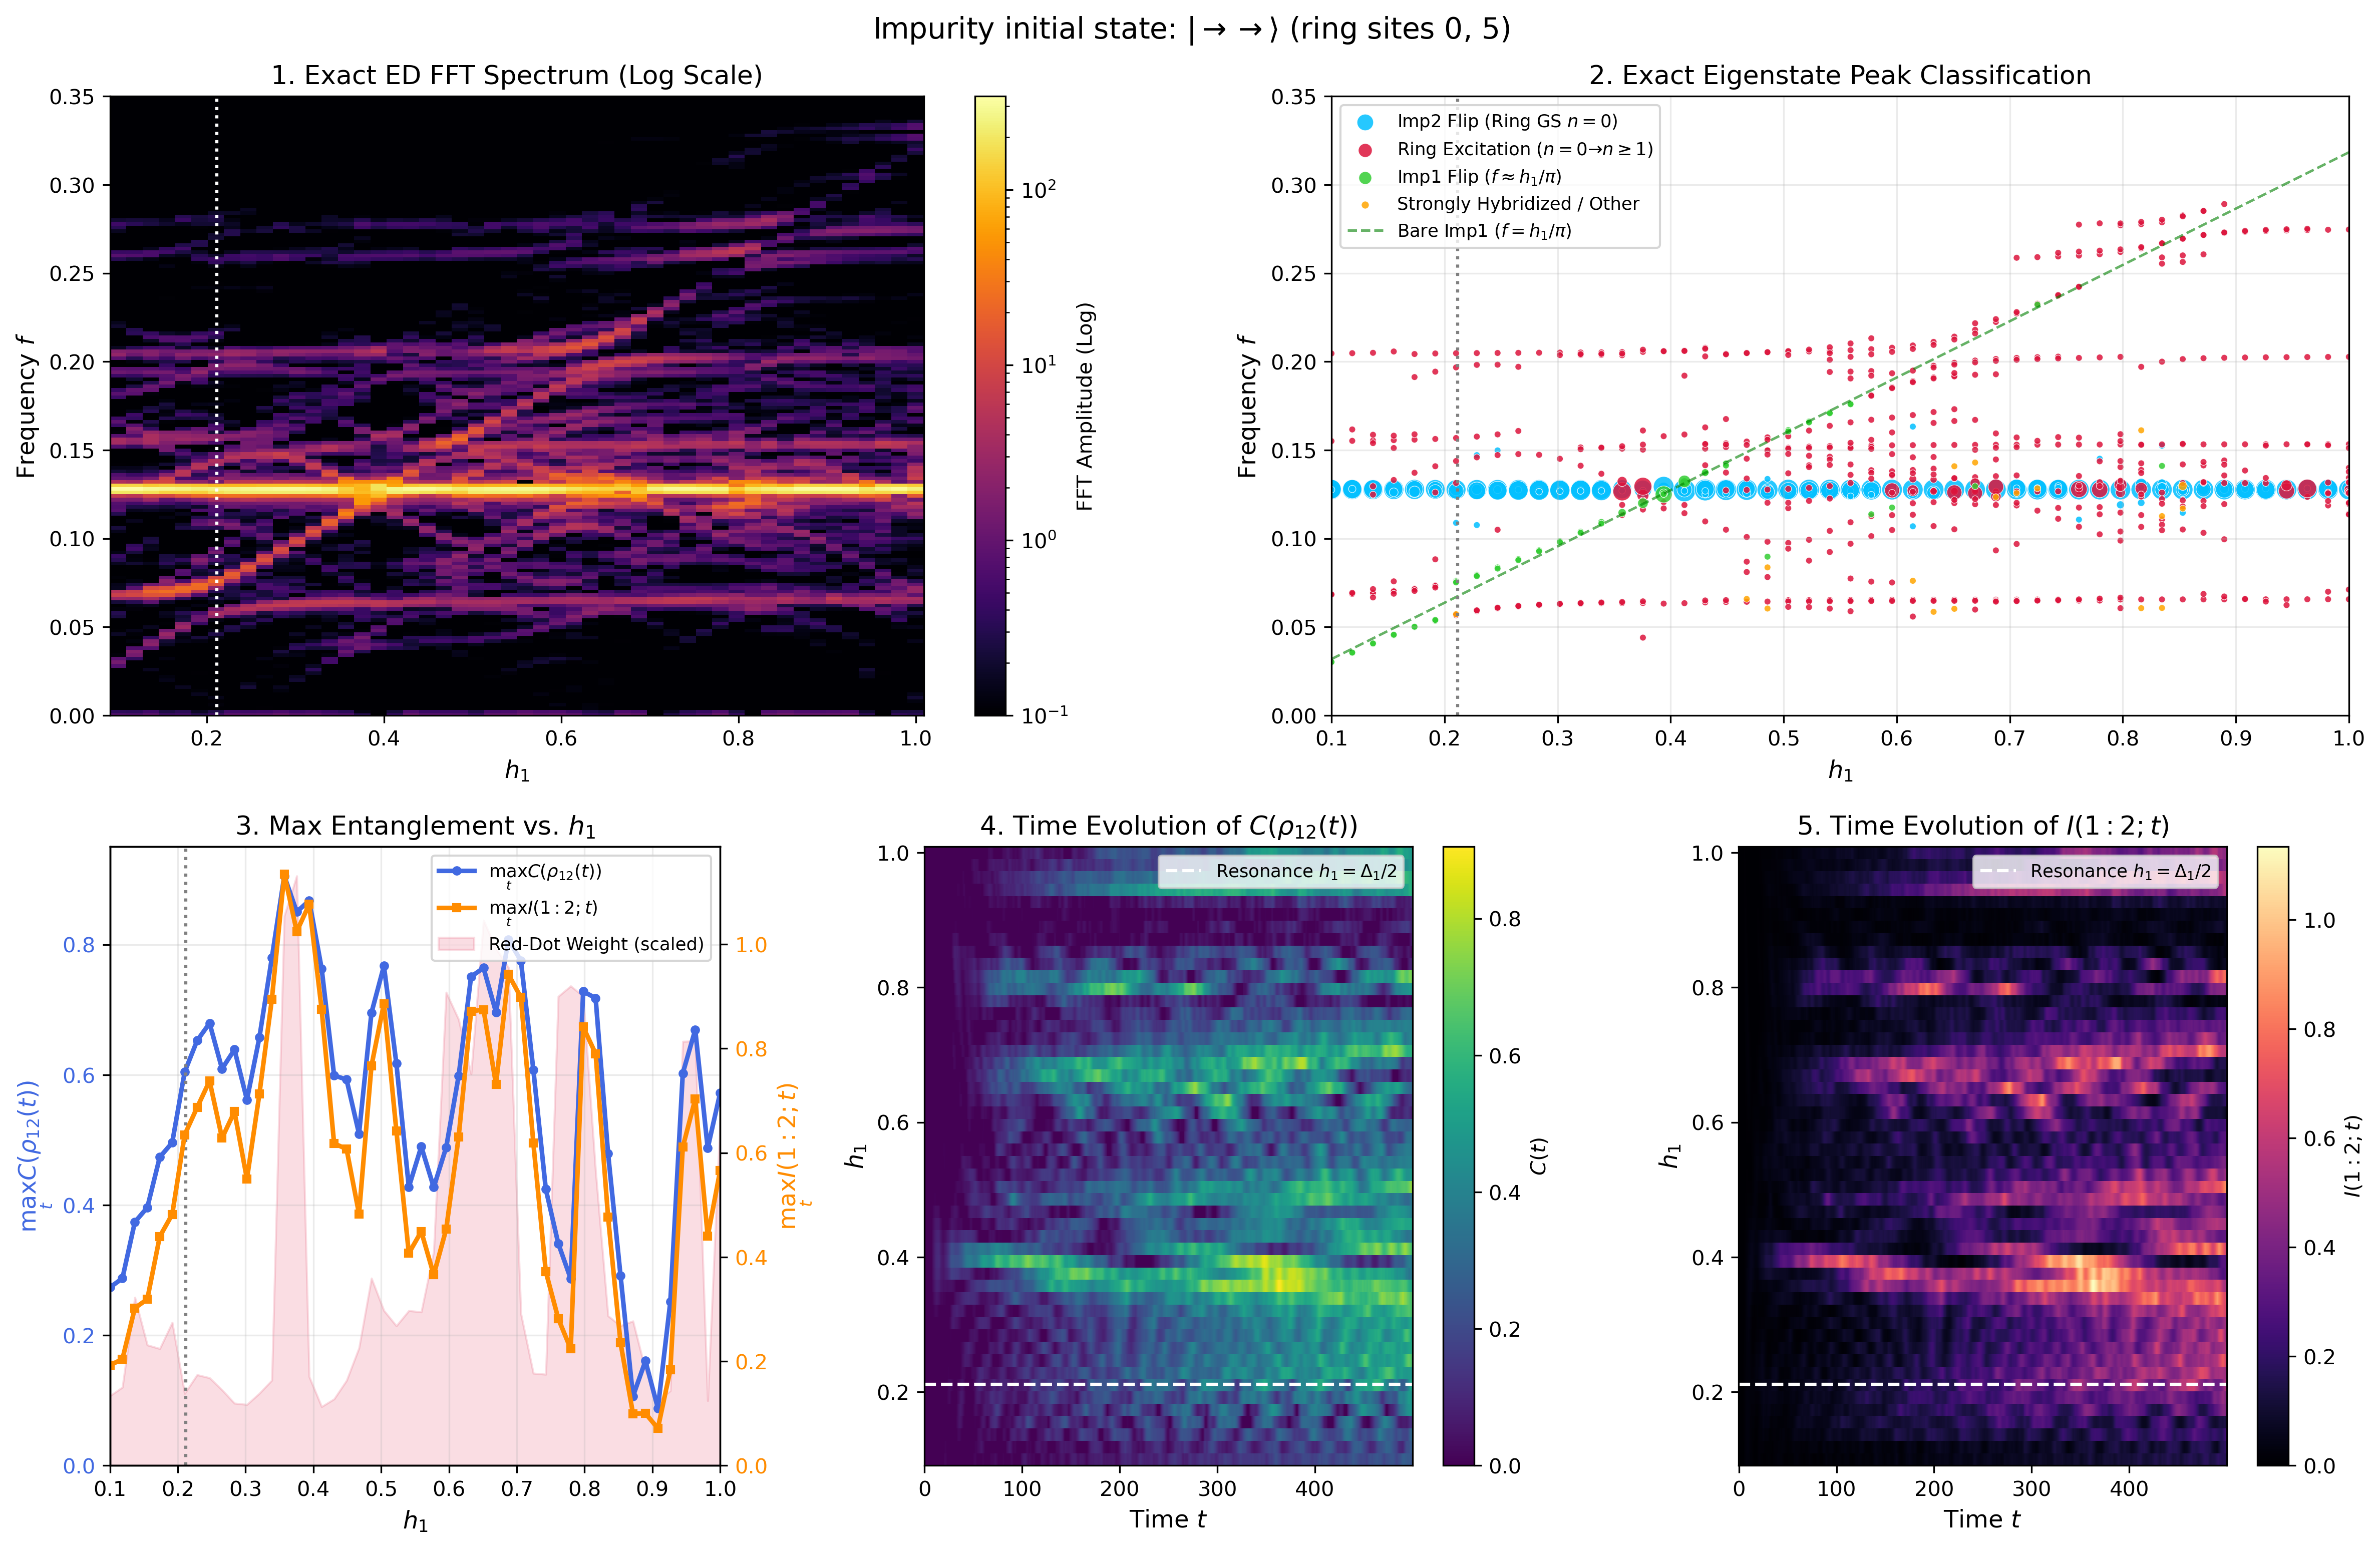 Impurity initial state: |→→⟩ (ring sites 0, 5)
1. Exact ED FFT Spectrum (Log Scale)
Frequency f
0.35
0.30
0.25
0.20
0.15
0.10
0.05
0.00
0.2 0.4 0.6 0.8 1.0
h₁
10²
10¹
10⁰
10⁻¹
FFT Amplitude (Log)
2. Exact Eigenstate Peak Classification
Imp2 Flip (Ring GS n = 0)
Ring Excitation (n = 0→n ≥ 1)
Imp1 Flip (f ≈ h₁/π)
Strongly Hybridized / Other
Bare Imp1 (f = h₁/π)
Frequency f
0.35
0.30
0.25
0.20
0.15
0.10
0.05
0.00
0.1 0.2 0.3 0.4 0.5 0.6 0.7 0.8 0.9 1.0
h₁
3. Max Entanglement vs. h₁
max C(ρ₁₂(t))
t
max I(1 : 2; t)
t
Red-Dot Weight (scaled)
max C(ρ₁₂(t))
t
0.8
0.6
0.4
0.2
0.0
0.1 0.2 0.3 0.4 0.5 0.6 0.7 0.8 0.9 1.0
h₁
1.0
0.8
0.6
0.4
0.2
0.0
max I(1 : 2; t)
t
4. Time Evolution of C(ρ₁₂(t))
Resonance h₁ = Δ₁/2
h₁
1.0
0.8
0.6
0.4
0.2
0 100 200 300 400
Time t
0.8
0.6
0.4
0.2
0.0
C(t)
5. Time Evolution of I(1 : 2; t)
Resonance h₁ = Δ₁/2
h₁
1.0
0.8
0.6
0.4
0.2
0 100 200 300 400
Time t
1.0
0.8
0.6
0.4
0.2
0.0
I(1 : 2; t)